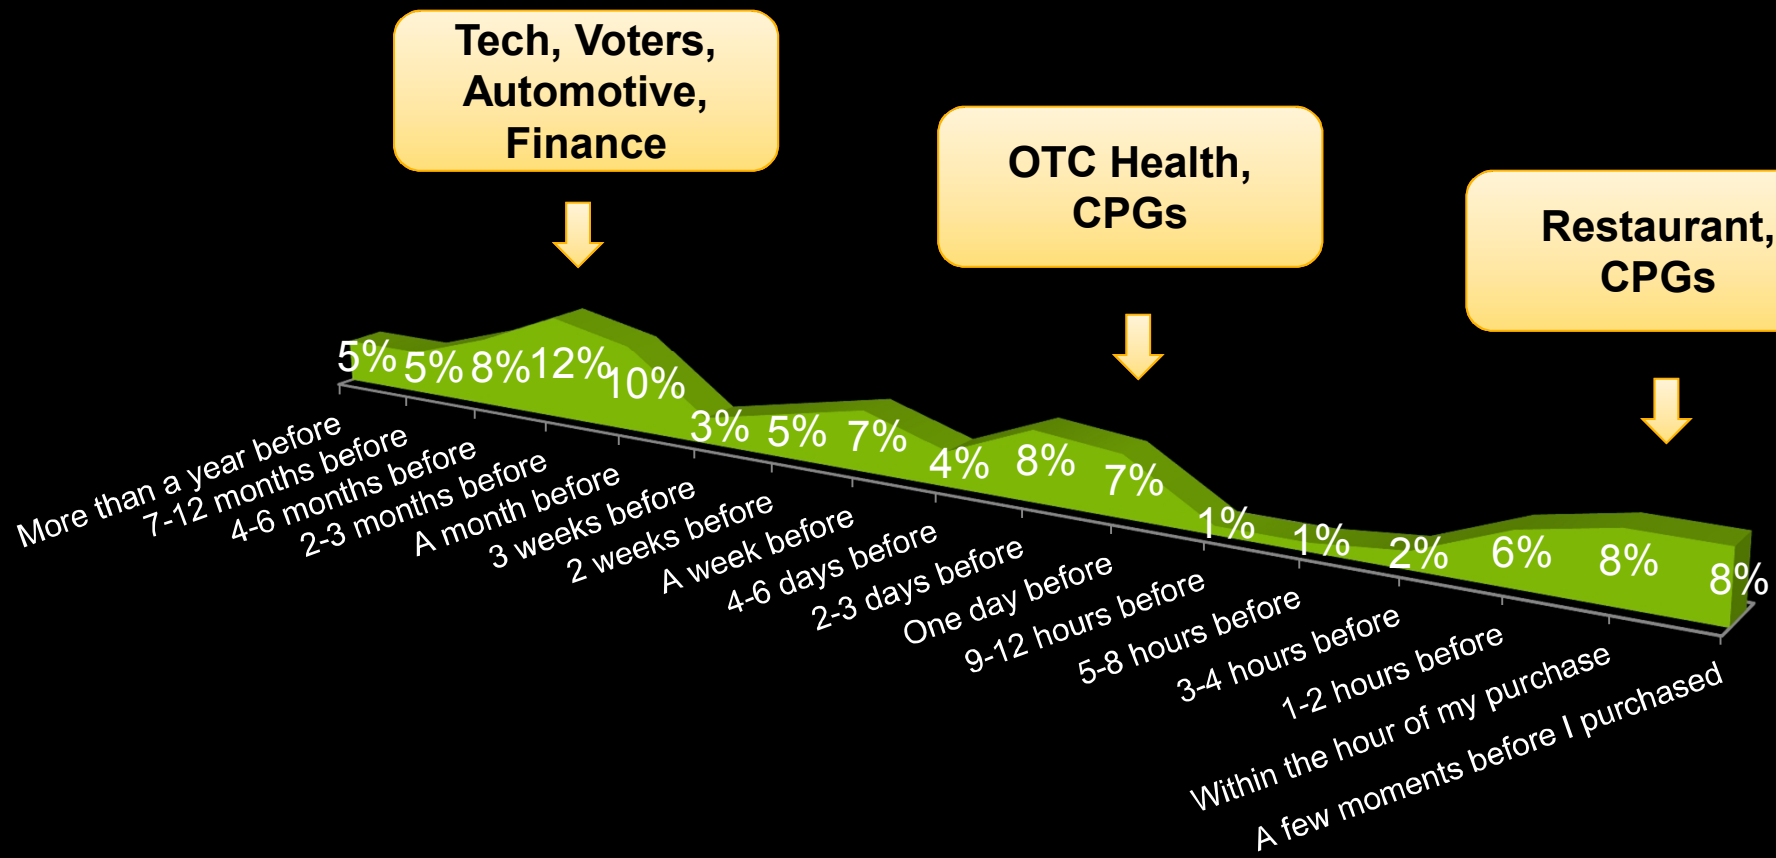 Tech, Voters,
Automotive,
Finance
OTC Health,
CPGs
Restaurant,
CPGs
5%
5%
8%
12%
10%
3%
5%
7%
4%
8%
7%
1%
1%
2%
6%
8%
8%
More than a year before
7-12 months before
4-6 months before
2-3 months before
A month before
3 weeks before
2 weeks before
A week before
4-6 days before
2-3 days before
One day before
9-12 hours before
5-8 hours before
3-4 hours before
1-2 hours before
Within the hour of my purchase
A few moments before I purchased